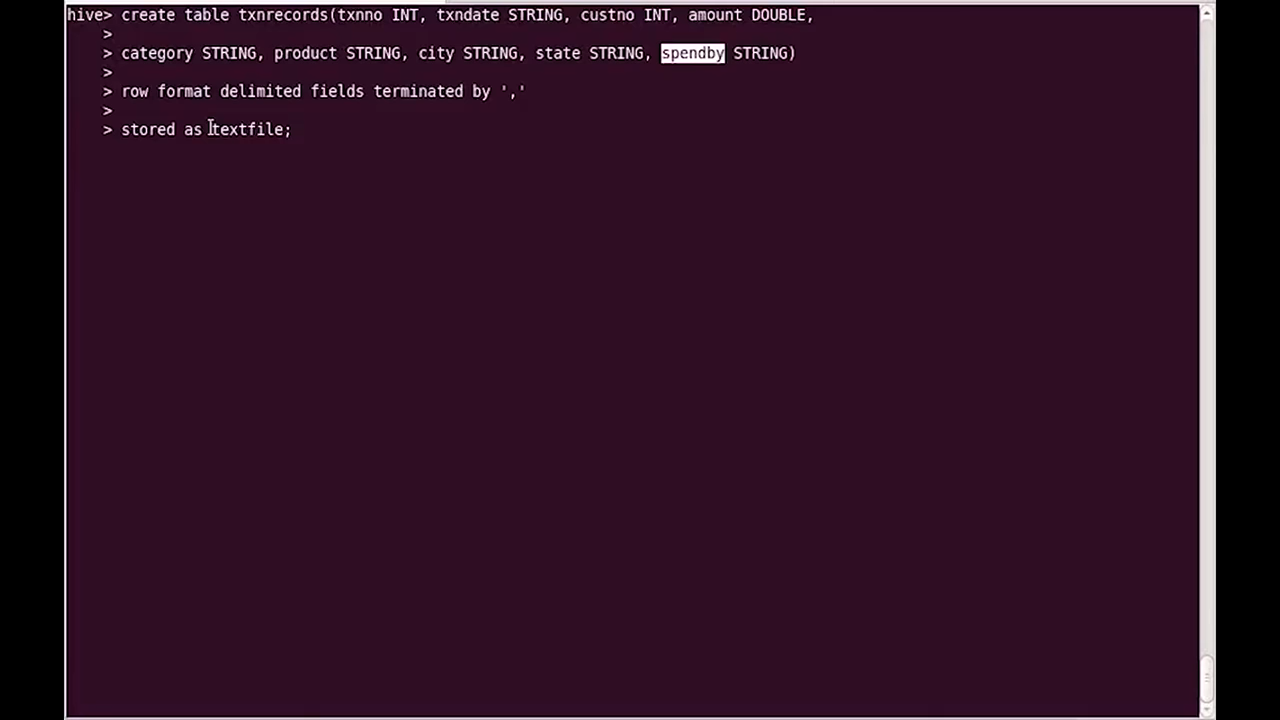 hive> create table txnrecords(txnno INT, txndate STRING, custno INT, amount DOUBLE,
>
> category STRING, product STRING, city STRING, state STRING, spendby STRING)
>
> row format delimited fields terminated by ','
>
> stored as textfile;